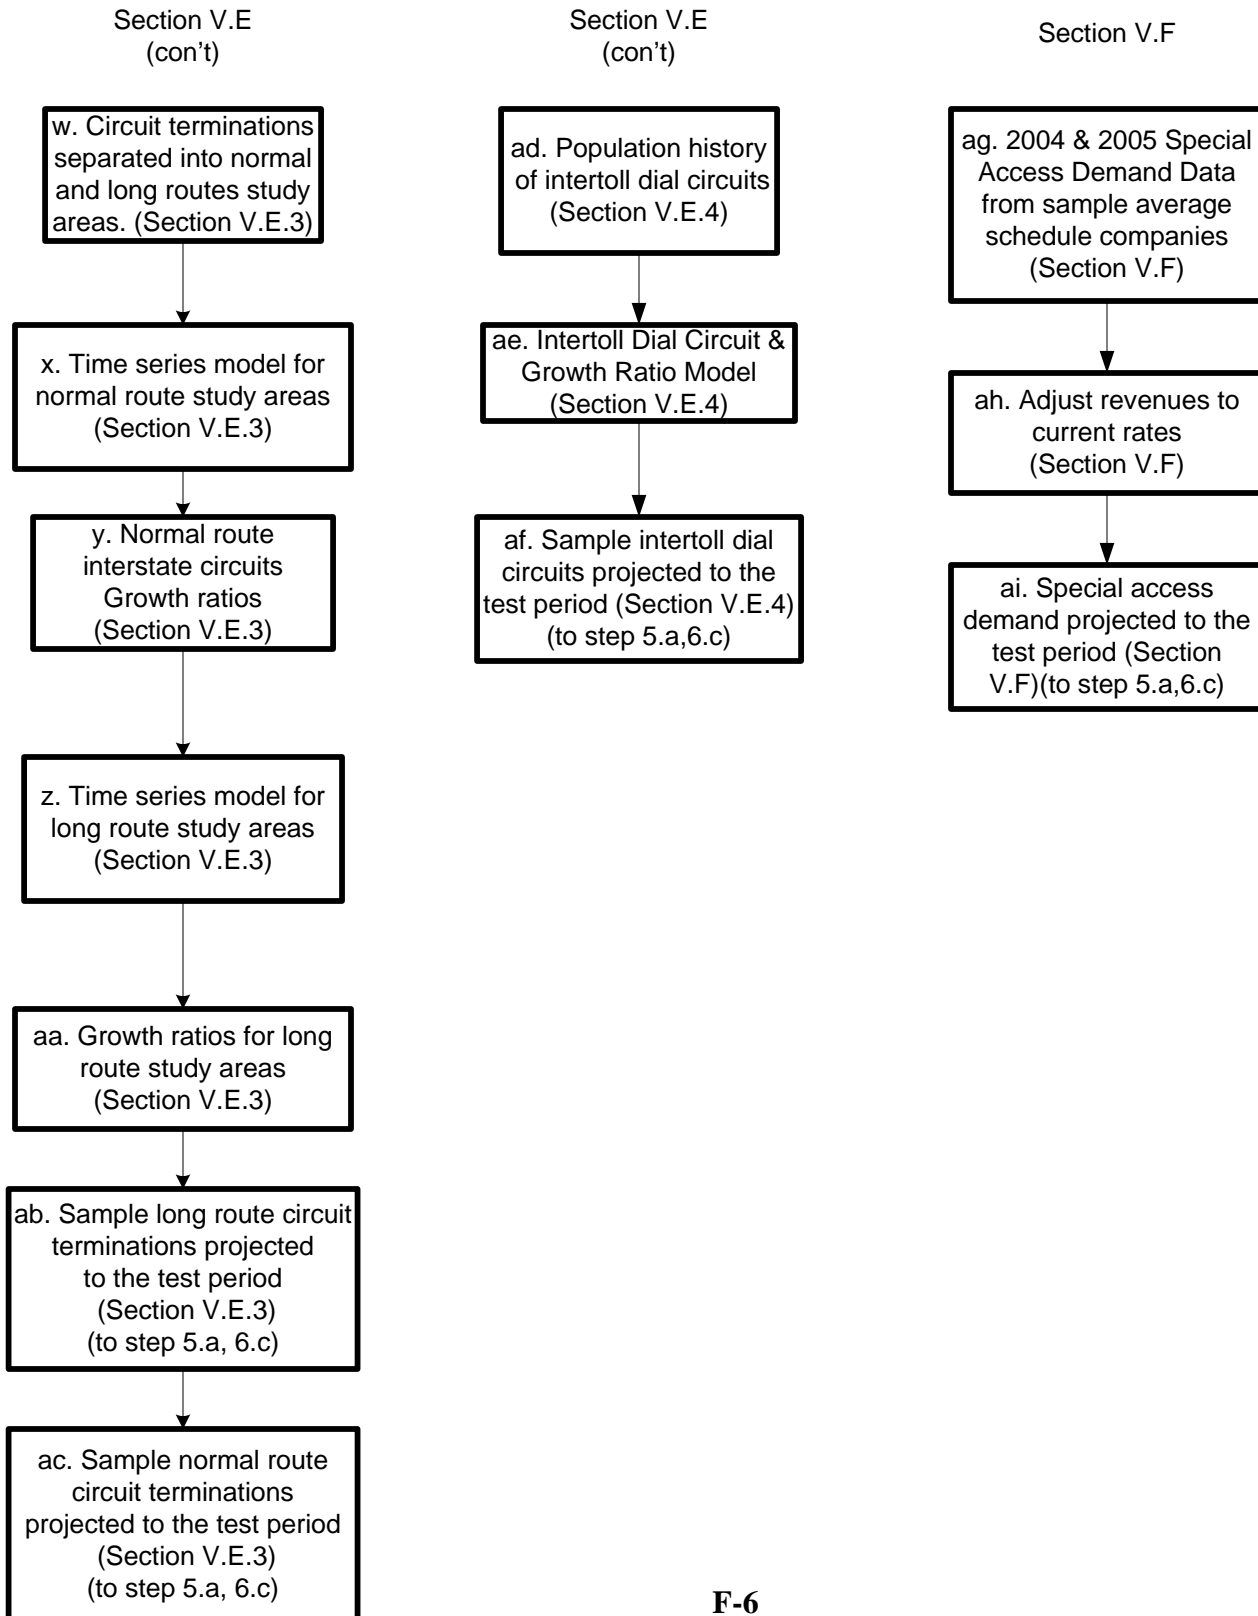 Section V.E
(con't)
w. Circuit terminations
separated into normal
and long routes study
areas. (Section V.E.3)
x. Time series model for
normal route study areas
(Section V.E.3)
y. Normal route
interstate circuits
Growth ratios
(Section V.E.3)
z. Time series model for
long route study areas
(Section V.E.3)
aa. Growth ratios for long
route study areas
(Section V.E.3)
ab. Sample long route circuit
terminations projected
to the test period
(Section V.E.3)
(to step 5.a, 6.c)
ac. Sample normal route
circuit terminations
projected to the test period
(Section V.E.3)
(to step 5.a, 6.c)
Section V.E
(con't)
ad. Population history
of intertoll dial circuits
(Section V.E.4)
ae. Intertoll Dial Circuit &
Growth Ratio Model
(Section V.E.4)
af. Sample intertoll dial
circuits projected to the
test period (Section V.E.4)
(to step 5.a,6.c)
Section V.F
ag. 2004 & 2005 Special
Access Demand Data
from sample average
schedule companies
(Section V.F)
ah. Adjust revenues to
current rates
(Section V.F)
ai. Special access
demand projected to the
test period (Section
V.F)(to step 5.a,6.c)
F-6